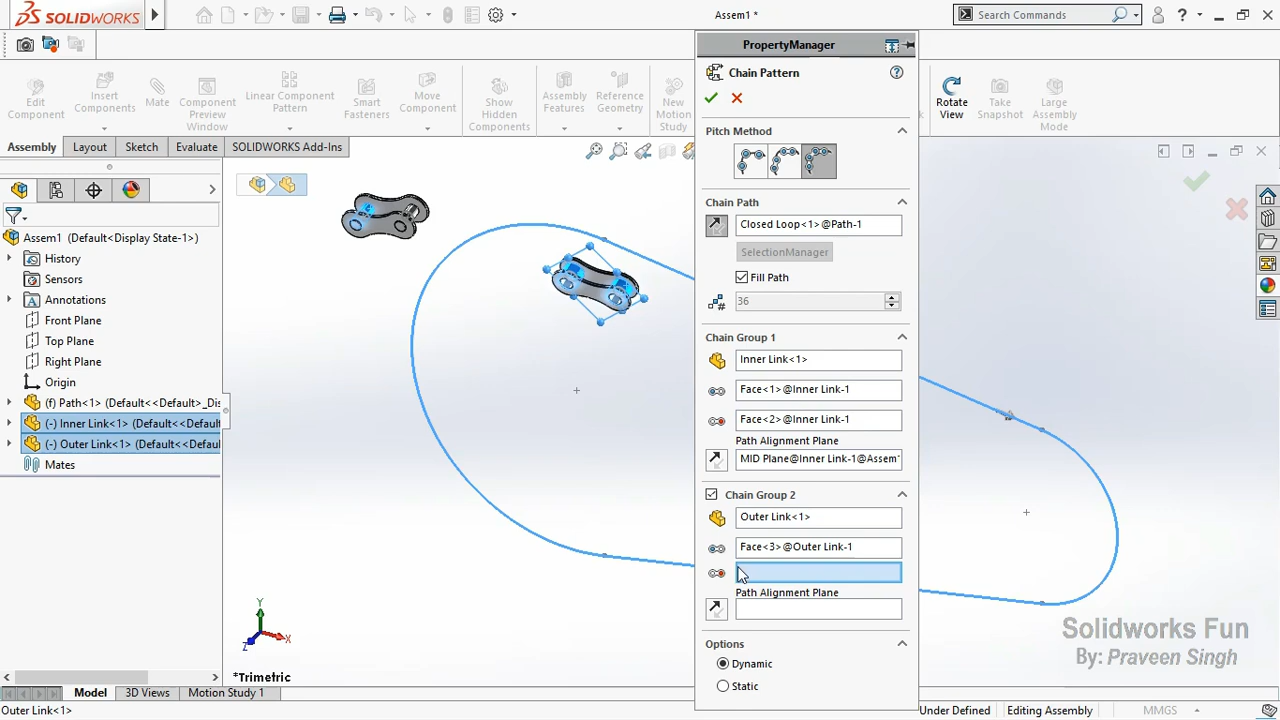 SOLIDWORKS
Assem1 *
Search Commands
Edit
Component
Insert
Components
Mate
Component
Preview
Window
Linear Component
Pattern
Smart
Fasteners
Move
Component
Show
Hidden
Components
Assembly
Features
Reference
Geometry
New
Motion
Study
Rotate
View
Take
Snapshot
Large
Assembly
Mode
Assembly
Layout
Sketch
Evaluate
SOLIDWORKS Add-Ins
Assem1 (Default<Display State-1>)
History
Sensors
Annotations
Front Plane
Top Plane
Right Plane
Origin
(f) Path<1> (Default<<Default>_Dis
(-) Inner Link<1> (Default<<Defau
(-) Outer Link<1> (Default<<Defau
Mates
PropertyManager
Chain Pattern
Pitch Method
Chain Path
Closed Loop<1> @Path-1
SelectionManager
Fill Path
36
Chain Group 1
Inner Link<1>
Face<1>@Inner Link-1
Face<2>@Inner Link-1
Path Alignment Plane
MID Plane@Inner Link-1@Assem
Chain Group 2
Outer Link<1>
Face<3>@Outer Link-1
Path Alignment Plane
Options
Dynamic
Static
Y
X
Z
*Trimetric
Solidworks Fun
By: Praveen Singh
Model
3D Views
Motion Study 1
Outer Link<1>
Under Defined
Editing Assembly
MMGS